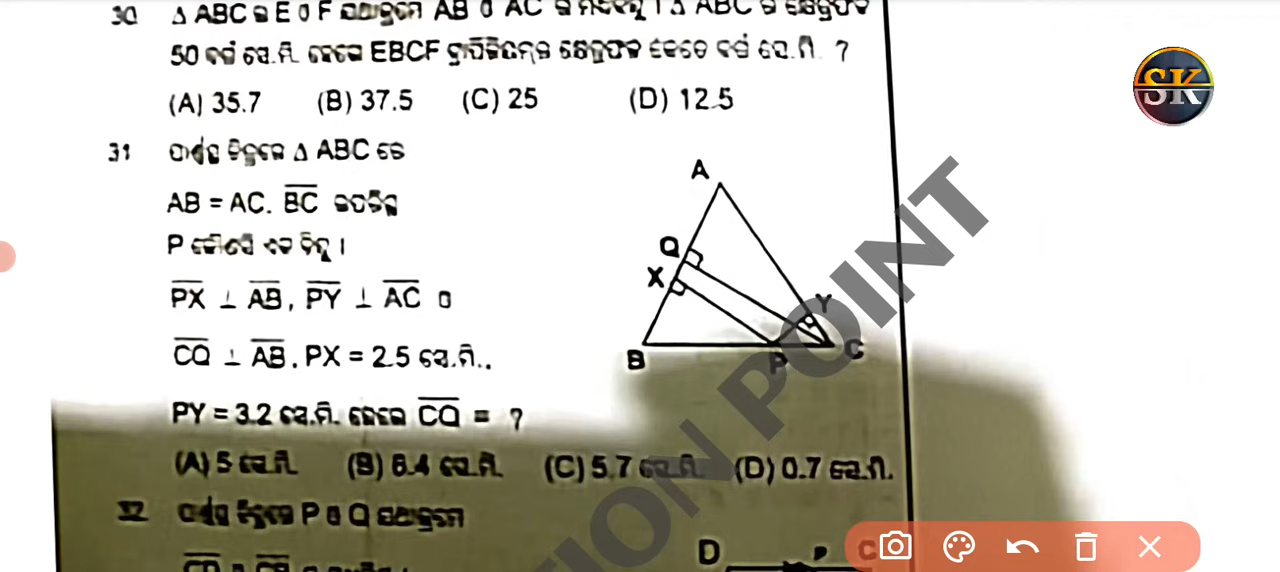 30 Δ ABC ର E ଓ F ଯଥାକ୍ରମେ AB ଓ AC ର ମଧ୍ୟବିନ୍ଦୁ । Δ ABC ର କ୍ଷେତ୍ରଫଳ
50 ବର୍ଗ ସେ.ମି. ହେଲେ EBCF ଟ୍ରାପିଜିୟମ୍‌ର କ୍ଷେତ୍ରଫଳ କେତେ ବର୍ଗ ସେ.ମି. ?
(A) 35.7 (B) 37.5 (C) 25 (D) 12.5
31 ପାର୍ଶ୍ୱ ଚିତ୍ରରେ Δ ABC ରେ
AB = AC. BC ଉପରିସ୍ଥ
P ଯେକୌଣସି ଏକ ବିନ୍ଦୁ ।
PX ⊥ AB, PY ⊥ AC ଓ
CQ ⊥ AB. PX = 2.5 ସେ.ମି..
PY = 3.2 ସେ.ମି. ହେଲେ CQ = ?
(A) 5 ସେ.ମି. (B) 6.4 ସେ.ମି. (C) 5.7 ସେ.ମି. (D) 0.7 ସେ.ମି.
32 ପାର୍ଶ୍ୱ ଚିତ୍ରରେ P ଓ Q ଯଥାକ୍ରମେ
A
Q
X
Y
B
P
C
D
P
C
SK
TION POINT